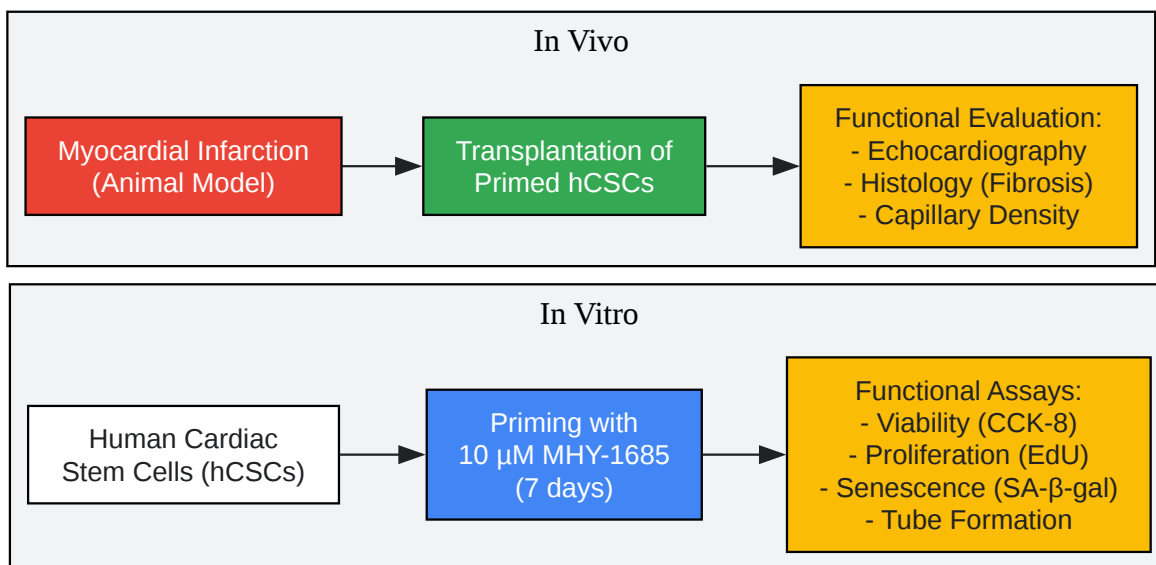 In Vivo
Myocardial Infarction
(Animal Model)
Transplantation of
Primed hCSCs
Functional Evaluation:
- Echocardiography
- Histology (Fibrosis)
- Capillary Density
In Vitro
Human Cardiac
Stem Cells (hCSCs)
Priming with
10 µM MHY-1685
(7 days)
Functional Assays:
- Viability (CCK-8)
- Proliferation (EdU)
- Senescence (SA-β-gal)
- Tube Formation